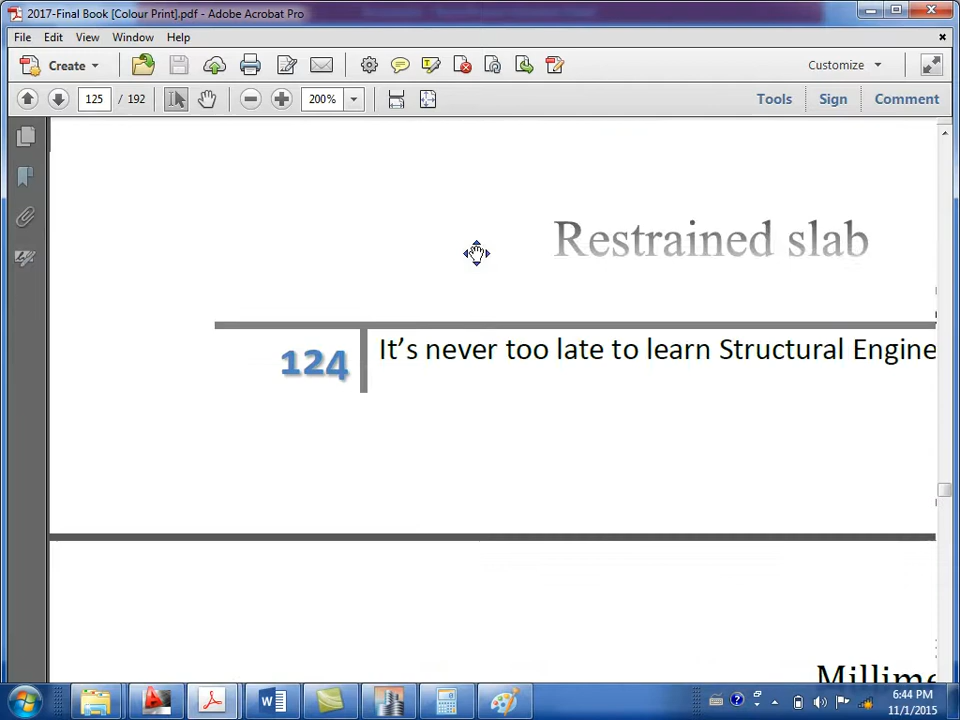 2017-Final Book [Colour Print].pdf - Adobe Acrobat Pro
File Edit View Window Help
Create Customize
125 / 192 200% Tools Sign Comment
Restrained slab
124 It's never too late to learn Structural Engine
Millime
6:44 PM
11/1/2015